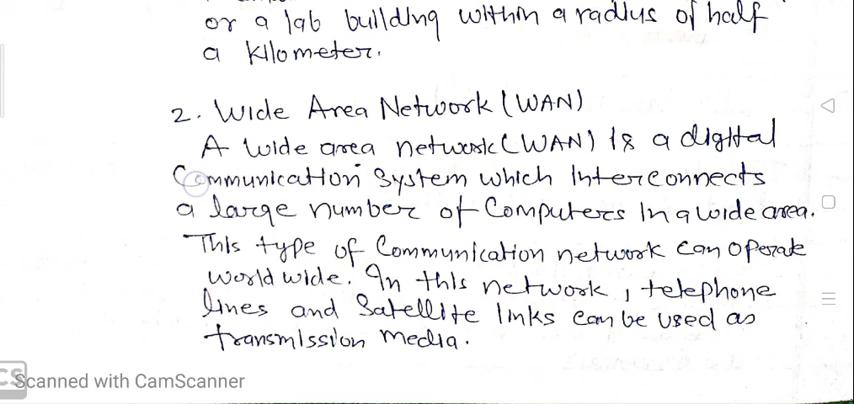 or a lab building within a radius of half
a kilometer.
2. Wide Area Network (WAN)
A wide area network (WAN) is a digital
Communication System which interconnects
a large number of Computers in a wide area.
This type of Communication network can operate
world wide. In this network, telephone
lines and Satellite links can be used as
transmission media.
CS Scanned with CamScanner